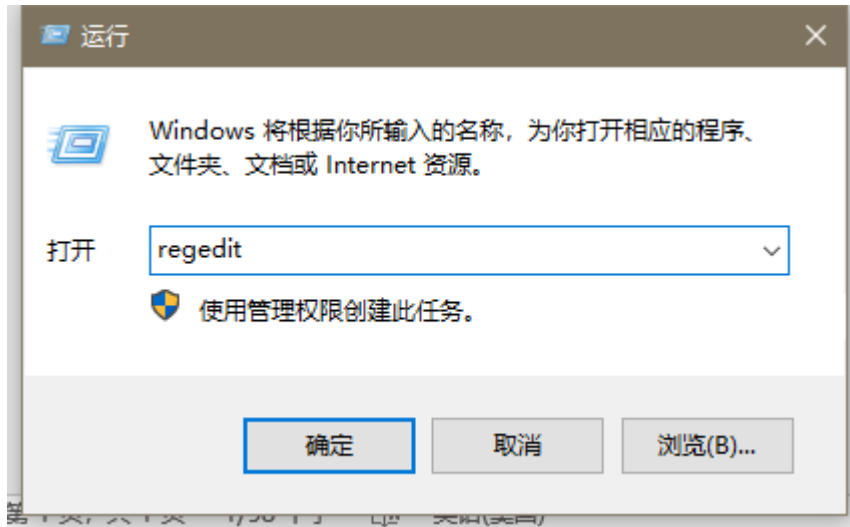 运行
Windows 将根据你所输入的名称，为你打开相应的程序、
文件夹、文档或 Internet 资源。
打开
regedit
使用管理权限创建此任务。
确定
取消
浏览(B)...